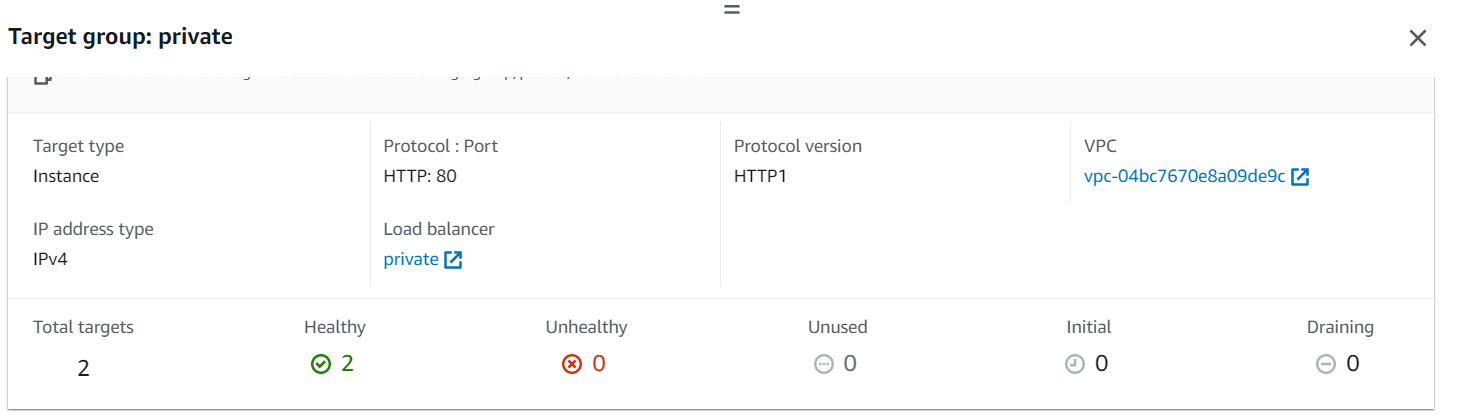 Target group: private
Target type
Instance
Protocol : Port
HTTP: 80
Protocol version
HTTP1
VPC
vpc-04bc7670e8a09de9c
IP address type
IPv4
Load balancer
private
Total targets
2
Healthy
2
Unhealthy
0
Unused
0
Initial
0
Draining
0